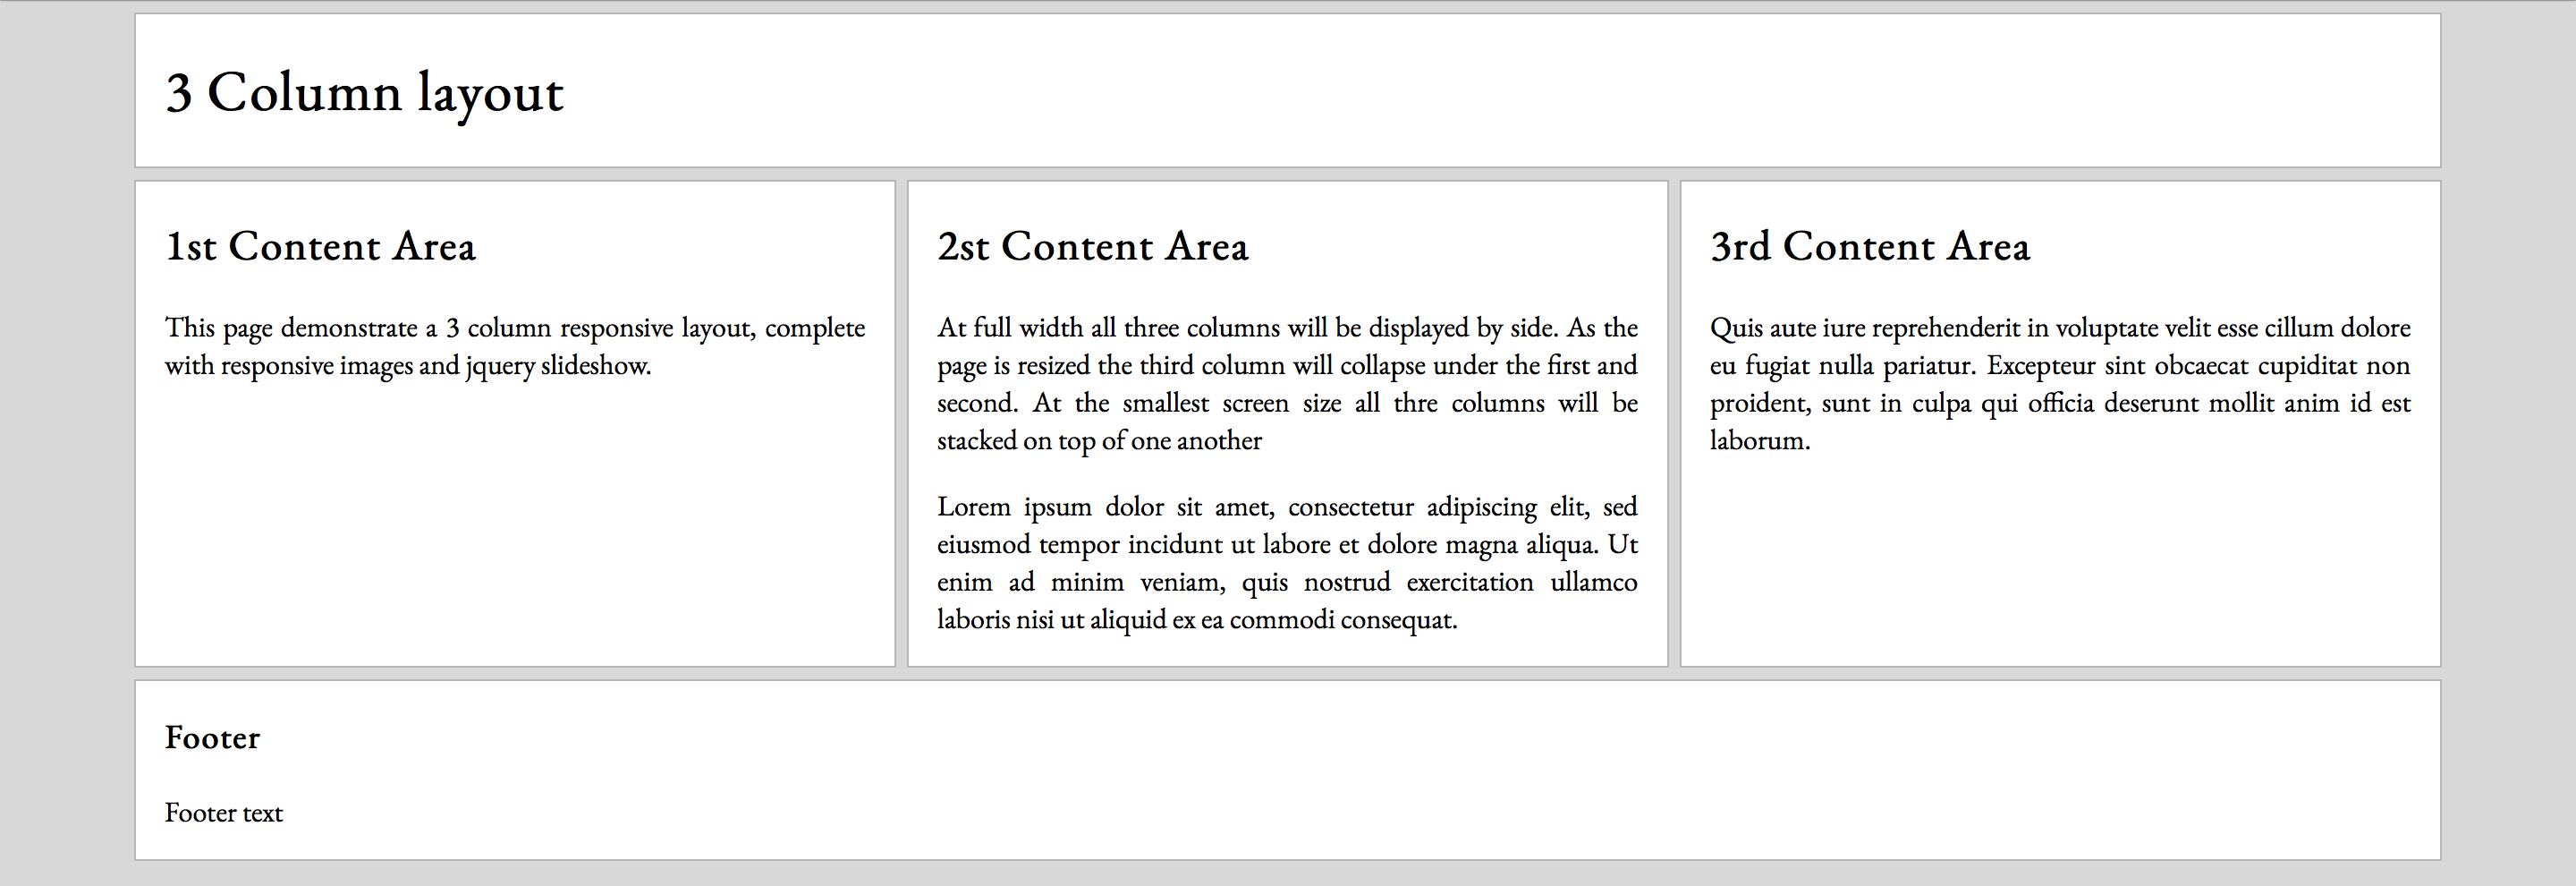 3 Column layout
1st Content Area
This page demonstrate a 3 column responsive layout, complete
with responsive images and jquery slideshow.
2st Content Area
At full width all three columns will be displayed by side. As the
page is resized the third column will collapse under the first and
second. At the smallest screen size all thre columns will be
stacked on top of one another
Lorem ipsum dolor sit amet, consectetur adipiscing elit, sed
eiusmod tempor incidunt ut labore et dolore magna aliqua. Ut
enim ad minim veniam, quis nostrud exercitation ullamco
laboris nisi ut aliquid ex ea commodi consequat.
3rd Content Area
Quis aute iure reprehenderit in voluptate velit esse cillum dolore
eu fugiat nulla pariatur. Excepteur sint obcaecat cupiditat non
proident, sunt in culpa qui officia deserunt mollit anim id est
laborum.
Footer
Footer text